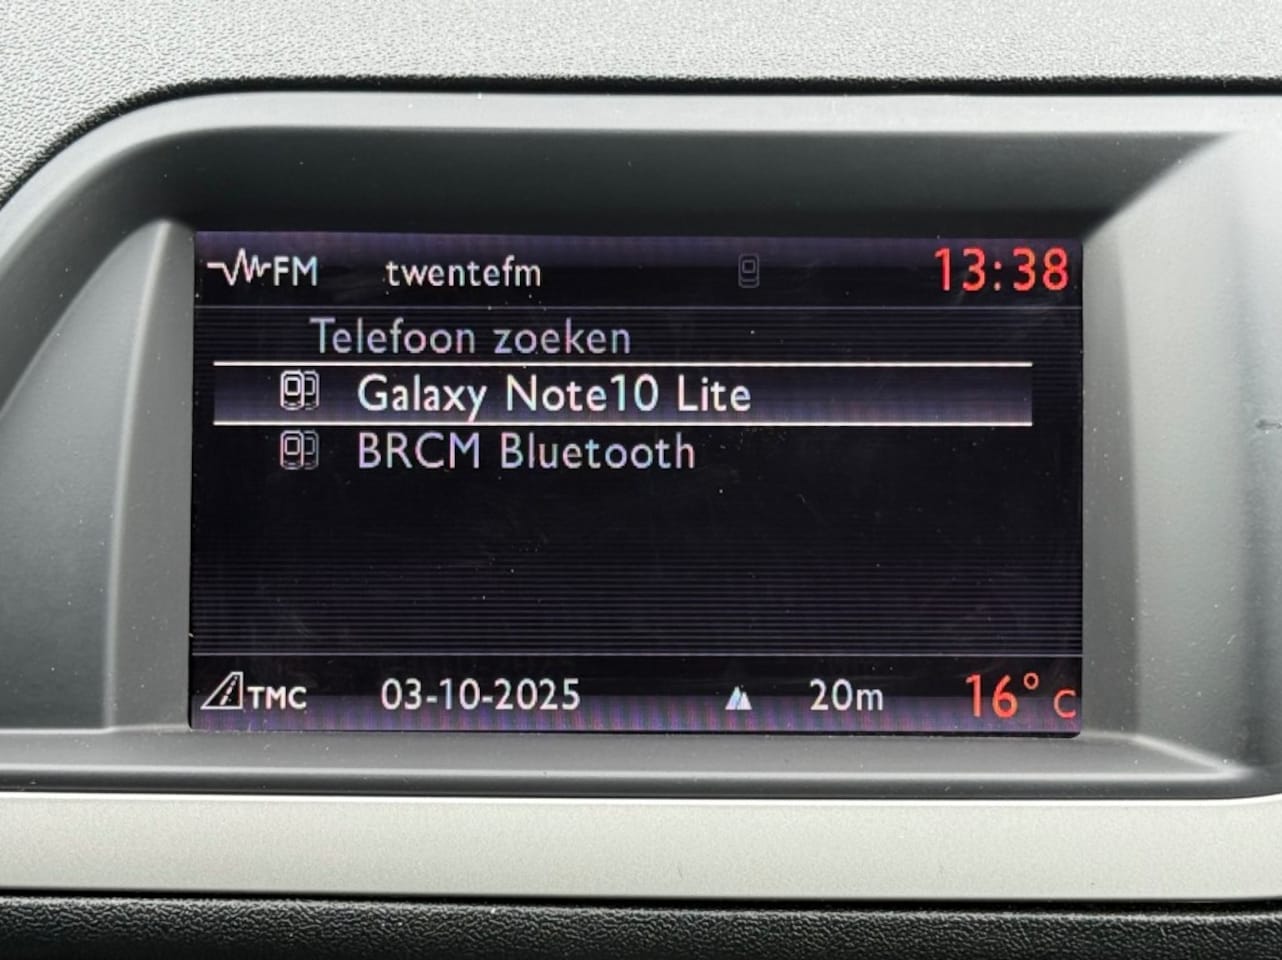 FM twentefm 13:38
Telefoon zoeken
Galaxy Note10 Lite
BRCM Bluetooth
TMC 03-10-2025 20m 16° C